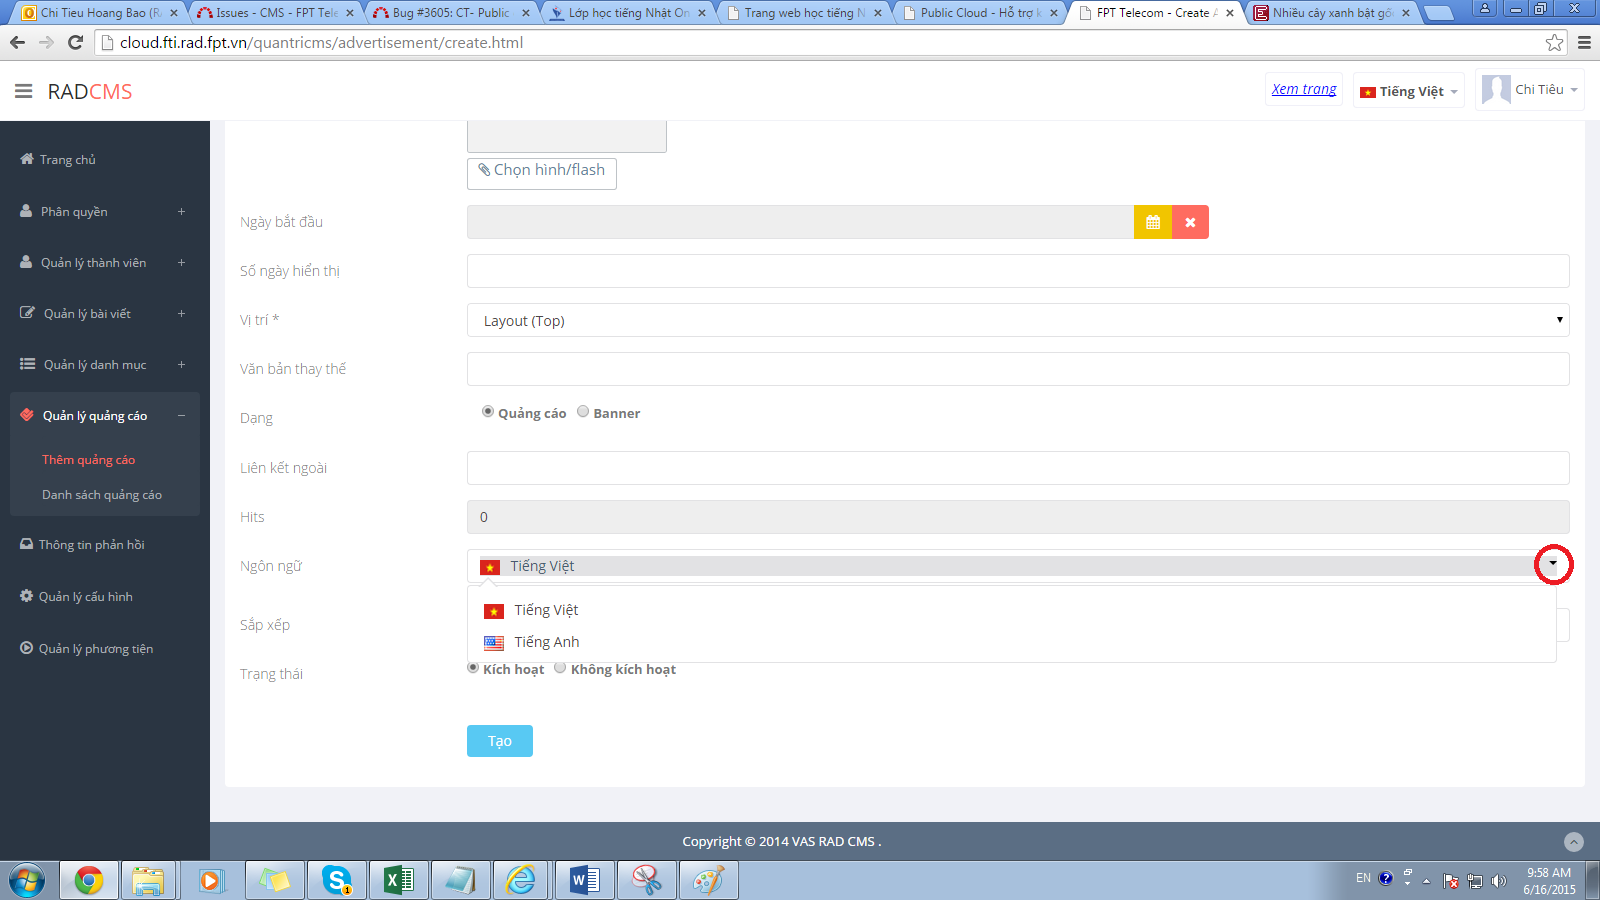 Chi Tieu Hoang Bao (Ra
Issues - CMS - FPT Tele
Bug #3605: CT- Public
Lớp học tiếng Nhật On
Trang web học tiếng N
Public Cloud - Hỗ trợ k
FPT Telecom - Create A
Nhiều cây xanh bật gố
cloud.fti.rad.fpt.vn/quantricms/advertisement/create.html
RADCMS
Xem trang
Tiếng Việt
Chi Tiêu
Trang chủ
Phân quyền
Quản lý thành viên
Quản lý bài viết
Quản lý danh mục
Quản lý quảng cáo
Thêm quảng cáo
Danh sách quảng cáo
Thông tin phản hồi
Quản lý cấu hình
Quản lý phương tiện
Chọn hình/flash
Ngày bắt đầu
Số ngày hiển thị
Vị trí *
Layout (Top)
Văn bản thay thế
Dạng
Quảng cáo
Banner
Liên kết ngoài
Hits
0
Ngôn ngữ
Tiếng Việt
Tiếng Việt
Tiếng Anh
Sắp xếp
Trạng thái
Kích hoạt
Không kích hoạt
Tạo
Copyright © 2014 VAS RAD CMS .
EN
9:58 AM
6/16/2015